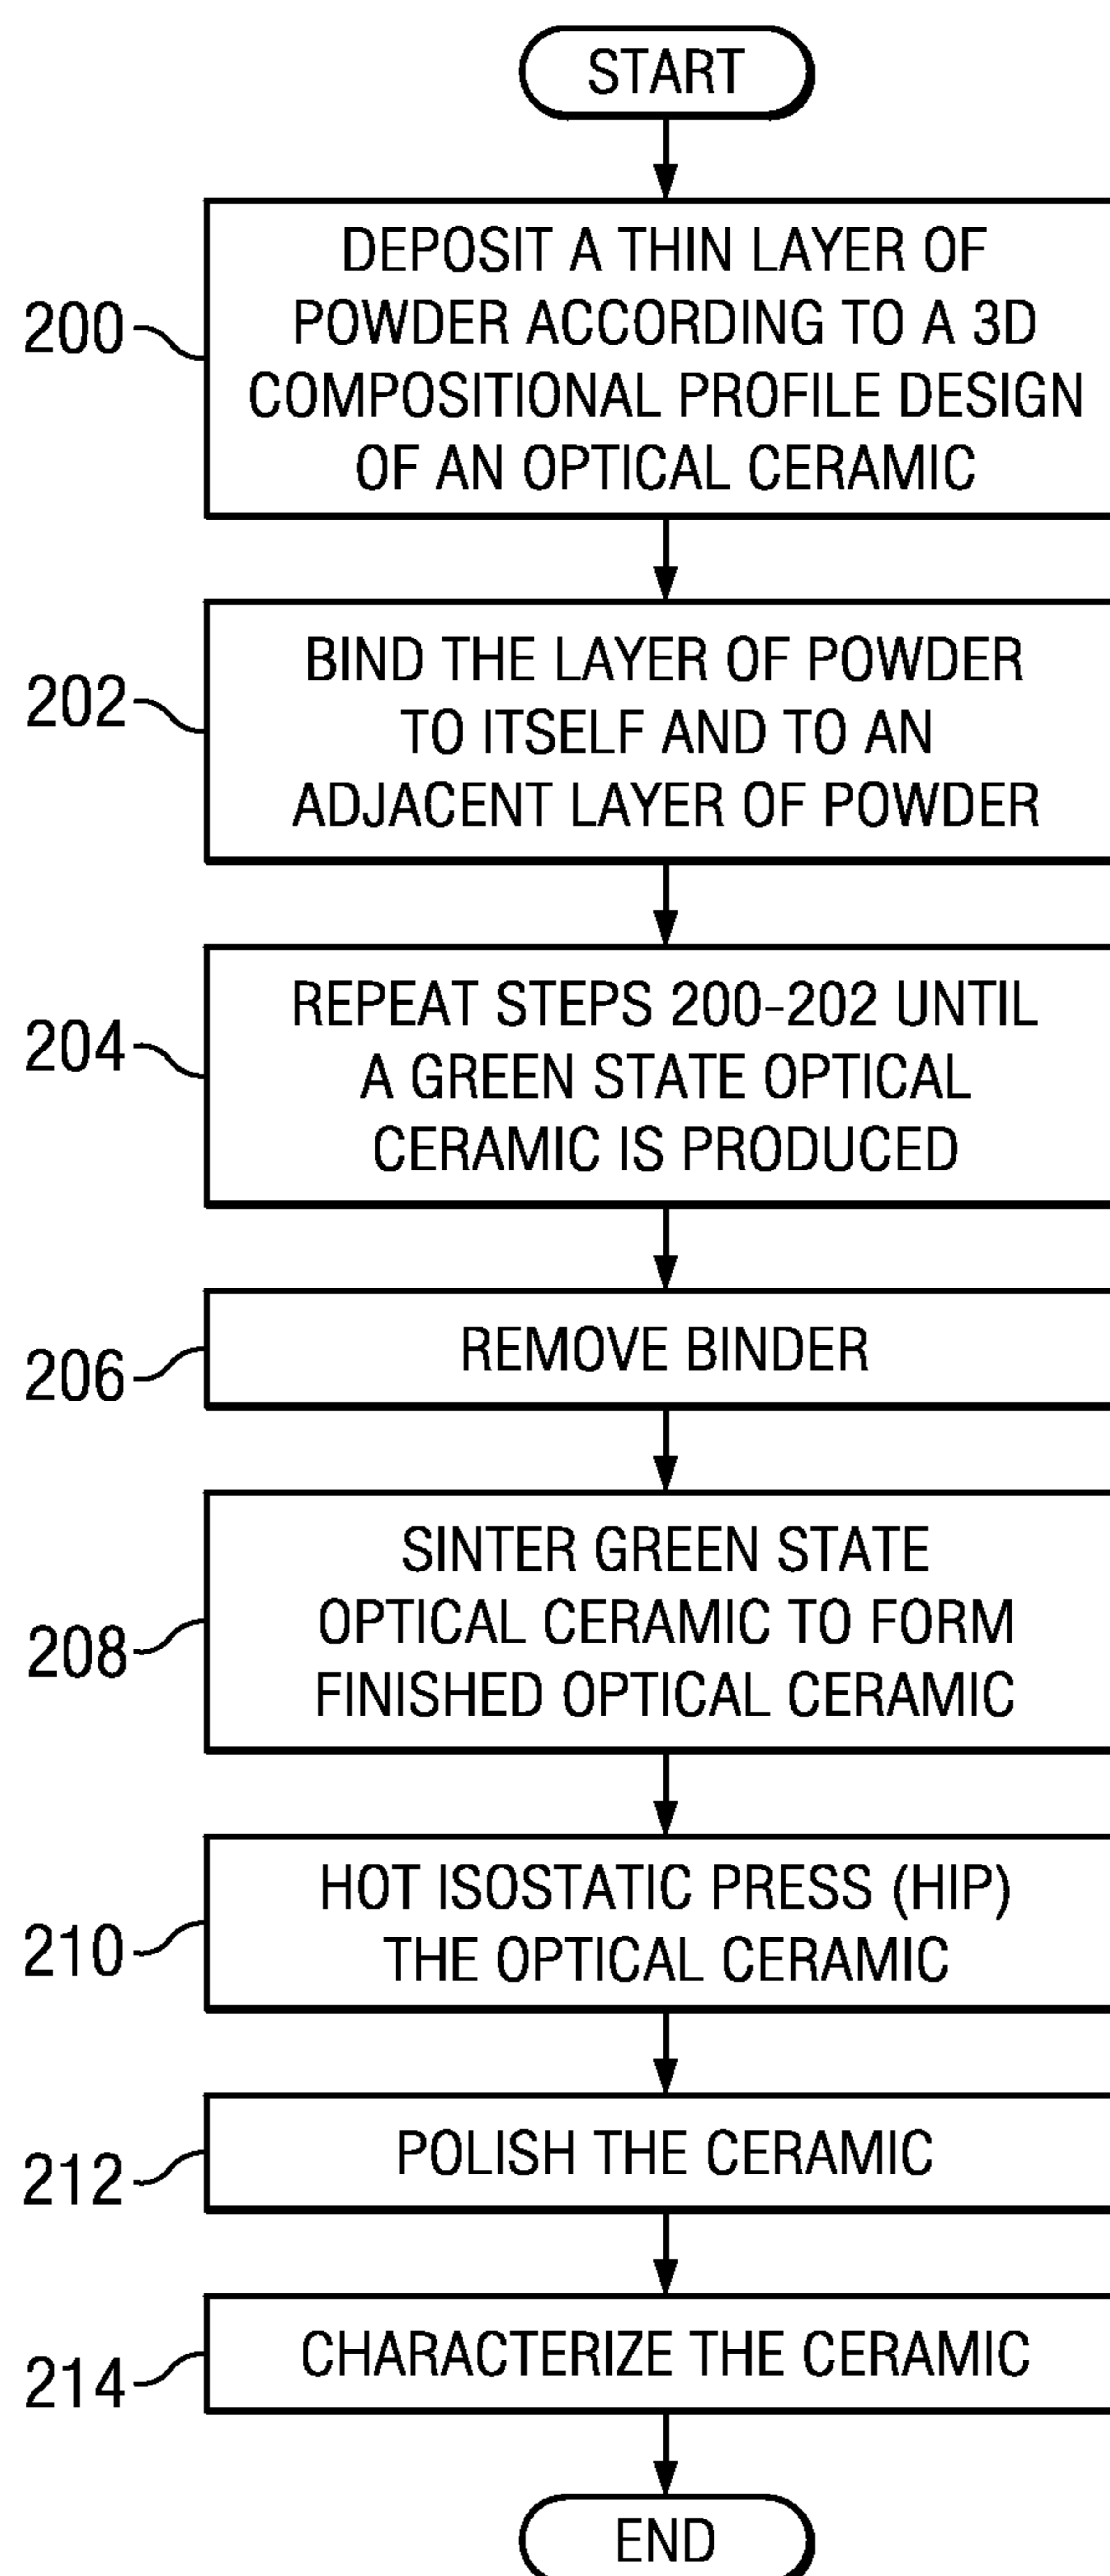 START
DEPOSIT A THIN LAYER OF
POWDER ACCORDING TO A 3D
COMPOSITIONAL PROFILE DESIGN
OF AN OPTICAL CERAMIC
200
BIND THE LAYER OF POWDER
TO ITSELF AND TO AN
ADJACENT LAYER OF POWDER
202
REPEAT STEPS 200-202 UNTIL
A GREEN STATE OPTICAL
CERAMIC IS PRODUCED
204
REMOVE BINDER
206
SINTER GREEN STATE
OPTICAL CERAMIC TO FORM
FINISHED OPTICAL CERAMIC
208
HOT ISOSTATIC PRESS (HIP)
THE OPTICAL CERAMIC
210
POLISH THE CERAMIC
212
CHARACTERIZE THE CERAMIC
214
END